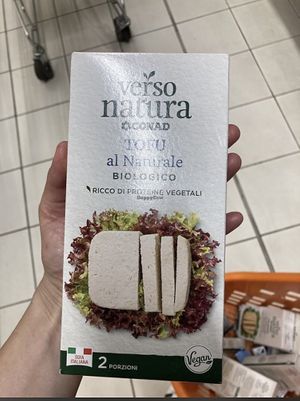 verso
natura
CONAD
TOFU
al Naturale
BIOLOGICO
RICCO DI PROTEINE VEGETALI
SOIA
ITALIANA
2 PORZIONI
Vegan